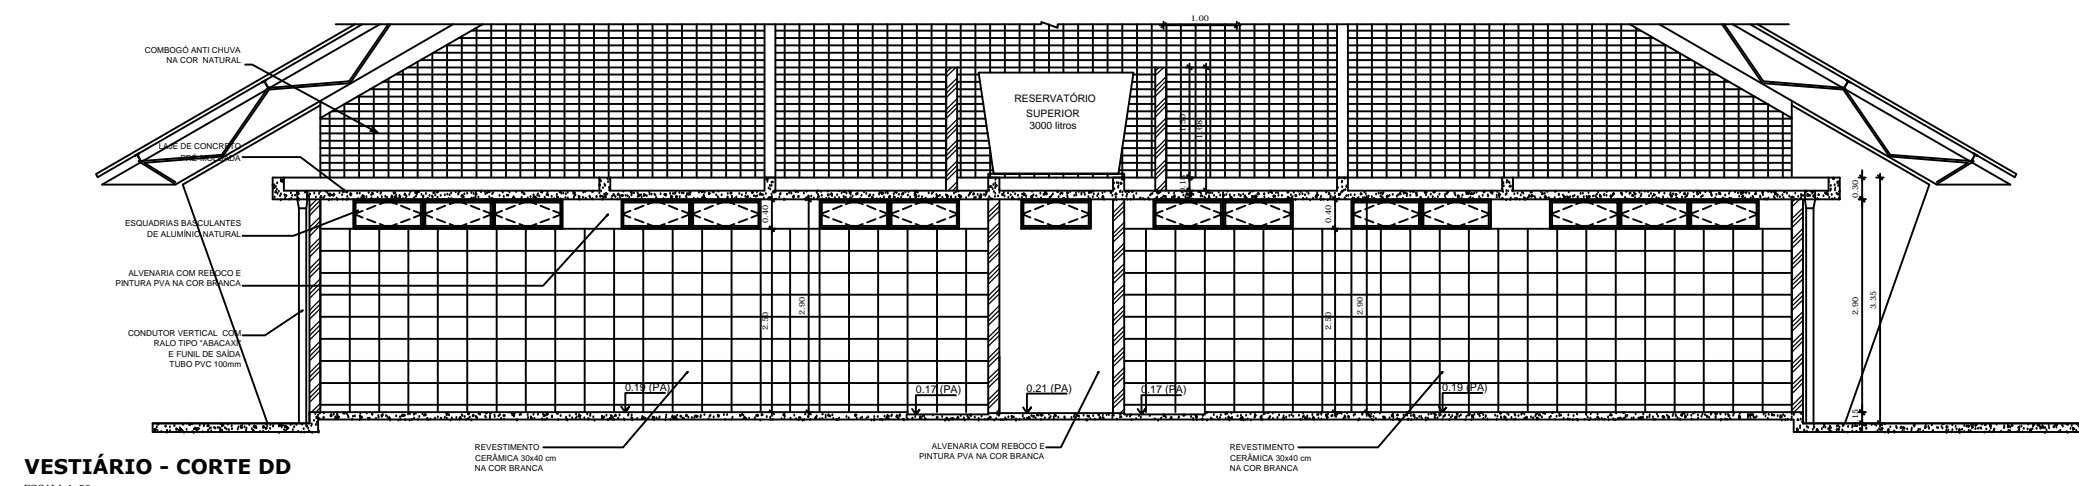 1.00
COMBOGÓ ANTI CHUVA
NA COR NATURAL
RESERVATÓRIO
SUPERIOR
3000 litros
1.68
LAJE DE CONCRETO
PRÉ-MOLDADA
0.30
ESQUADRIAS BASCULANTES
DE ALUMÍNIO NATURAL
0.40
0.40
ALVENARIA COM REBOCO E
PINTURA PVA NA COR BRANCA
2.50
2.90
2.50
2.90
2.90
3.35
CONDUTOR VERTICAL COM
RALO TIPO "ABACAXI"
E FUNIL DE SAÍDA
TUBO PVC 100mm
0.19 (PA)
0.17 (PA)
0.21 (PA)
0.17 (PA)
0.19 (PA)
REVESTIMENTO
CERÂMICA 30x40 cm
NA COR BRANCA
ALVENARIA COM REBOCO E
PINTURA PVA NA COR BRANCA
REVESTIMENTO
CERÂMICA 30x40 cm
NA COR BRANCA
VESTIÁRIO - CORTE DD